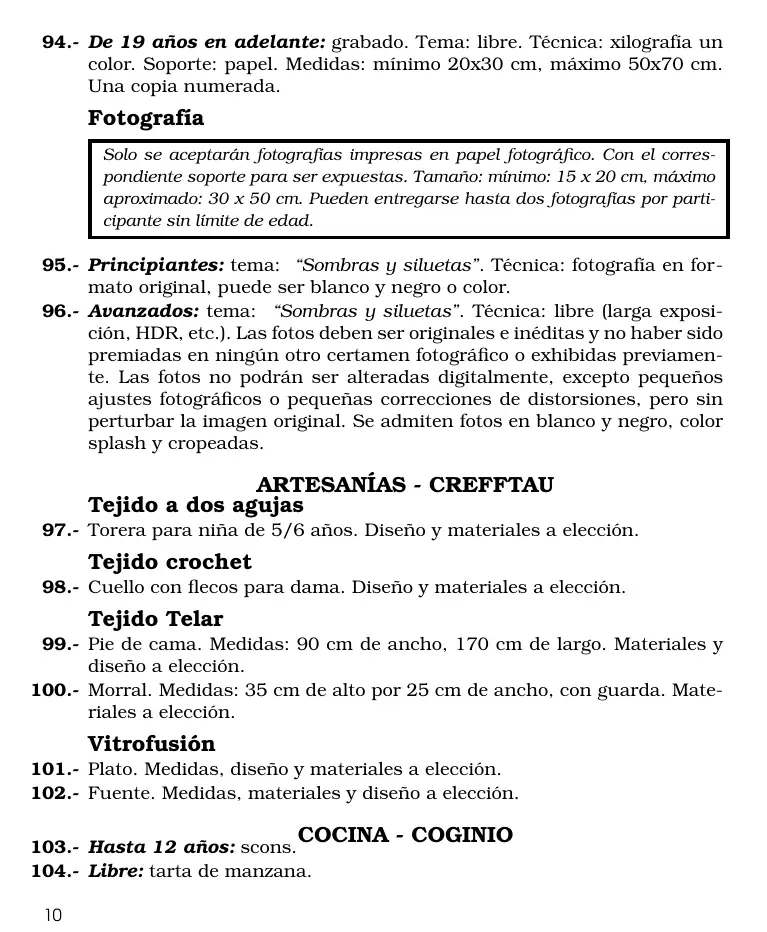 94.- De 19 años en adelante: grabado. Tema: libre. Técnica: xilografía un
color. Soporte: papel. Medidas: mínimo 20x30 cm, máximo 50x70 cm.
Una copia numerada.
Fotografía
Solo se aceptarán fotografías impresas en papel fotográfico. Con el corres-
pondiente soporte para ser expuestas. Tamaño: mínimo: 15 x 20 cm, máximo
aproximado: 30 x 50 cm. Pueden entregarse hasta dos fotografías por parti-
cipante sin límite de edad.
95.- Principiantes: tema: “Sombras y siluetas”. Técnica: fotografía en for-
mato original, puede ser blanco y negro o color.
96.- Avanzados: tema: “Sombras y siluetas”. Técnica: libre (larga exposi-
ción, HDR, etc.). Las fotos deben ser originales e inéditas y no haber sido
premiadas en ningún otro certamen fotográfico o exhibidas previamen-
te. Las fotos no podrán ser alteradas digitalmente, excepto pequeños
ajustes fotográficos o pequeñas correcciones de distorsiones, pero sin
perturbar la imagen original. Se admiten fotos en blanco y negro, color
splash y cropeadas.
ARTESANÍAS - CREFFTAU
Tejido a dos agujas
97.- Torera para niña de 5/6 años. Diseño y materiales a elección.
Tejido crochet
98.- Cuello con flecos para dama. Diseño y materiales a elección.
Tejido Telar
99.- Pie de cama. Medidas: 90 cm de ancho, 170 cm de largo. Materiales y
diseño a elección.
100.- Morral. Medidas: 35 cm de alto por 25 cm de ancho, con guarda. Mate-
riales a elección.
Vitrofusión
101.- Plato. Medidas, diseño y materiales a elección.
102.- Fuente. Medidas, materiales y diseño a elección.
COCINA - COGINIO
103.- Hasta 12 años: scons.
104.- Libre: tarta de manzana.
10